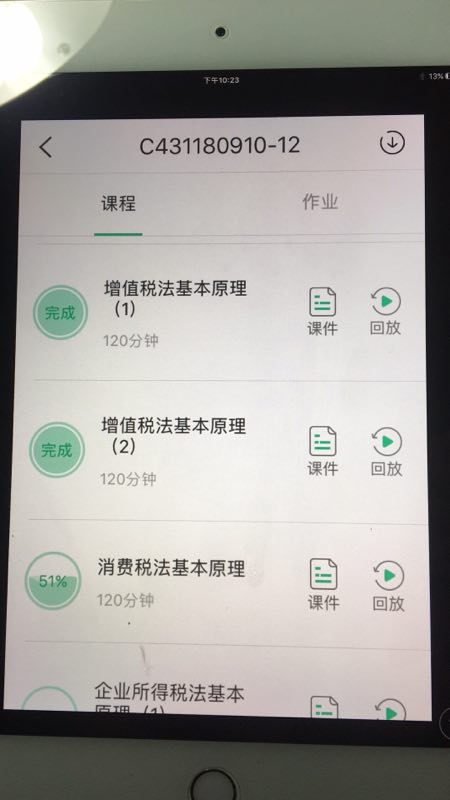 下午10:23
13%
C431180910-12
课程
作业
完成
增值税法基本原理
（1）
120分钟
课件
回放
完成
增值税法基本原理
（2）
120分钟
课件
回放
51%
消费税法基本原理
120分钟
课件
回放
企业所得税法基本
原理（1）